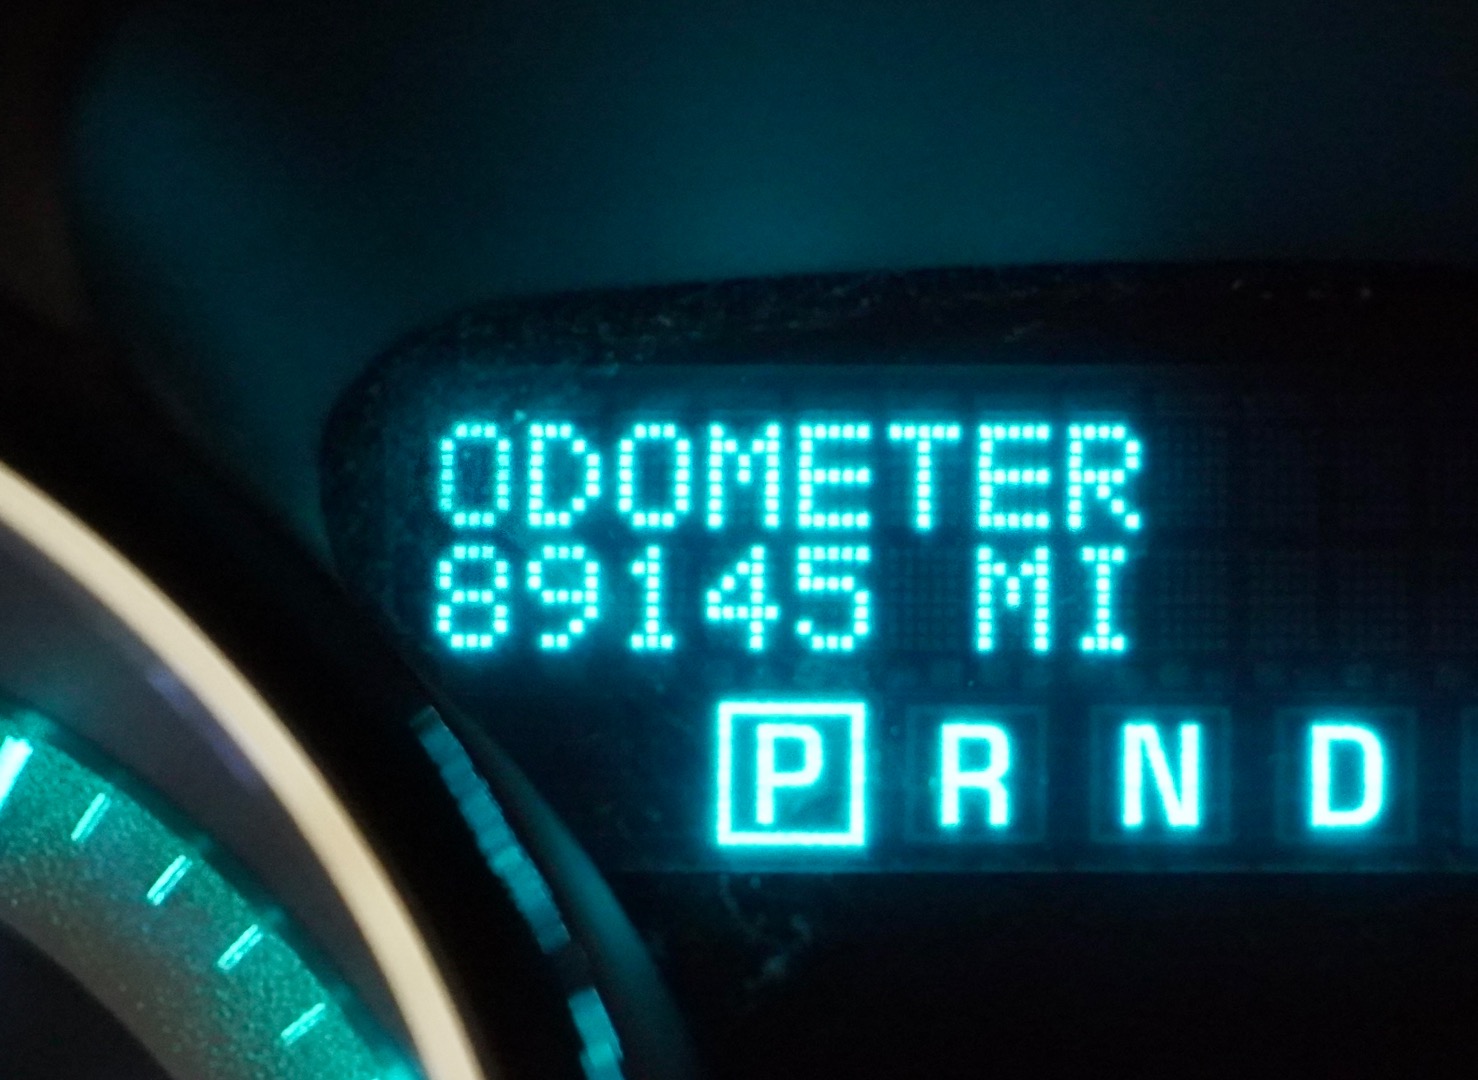 ODOMETER
89145 MI
P R N D